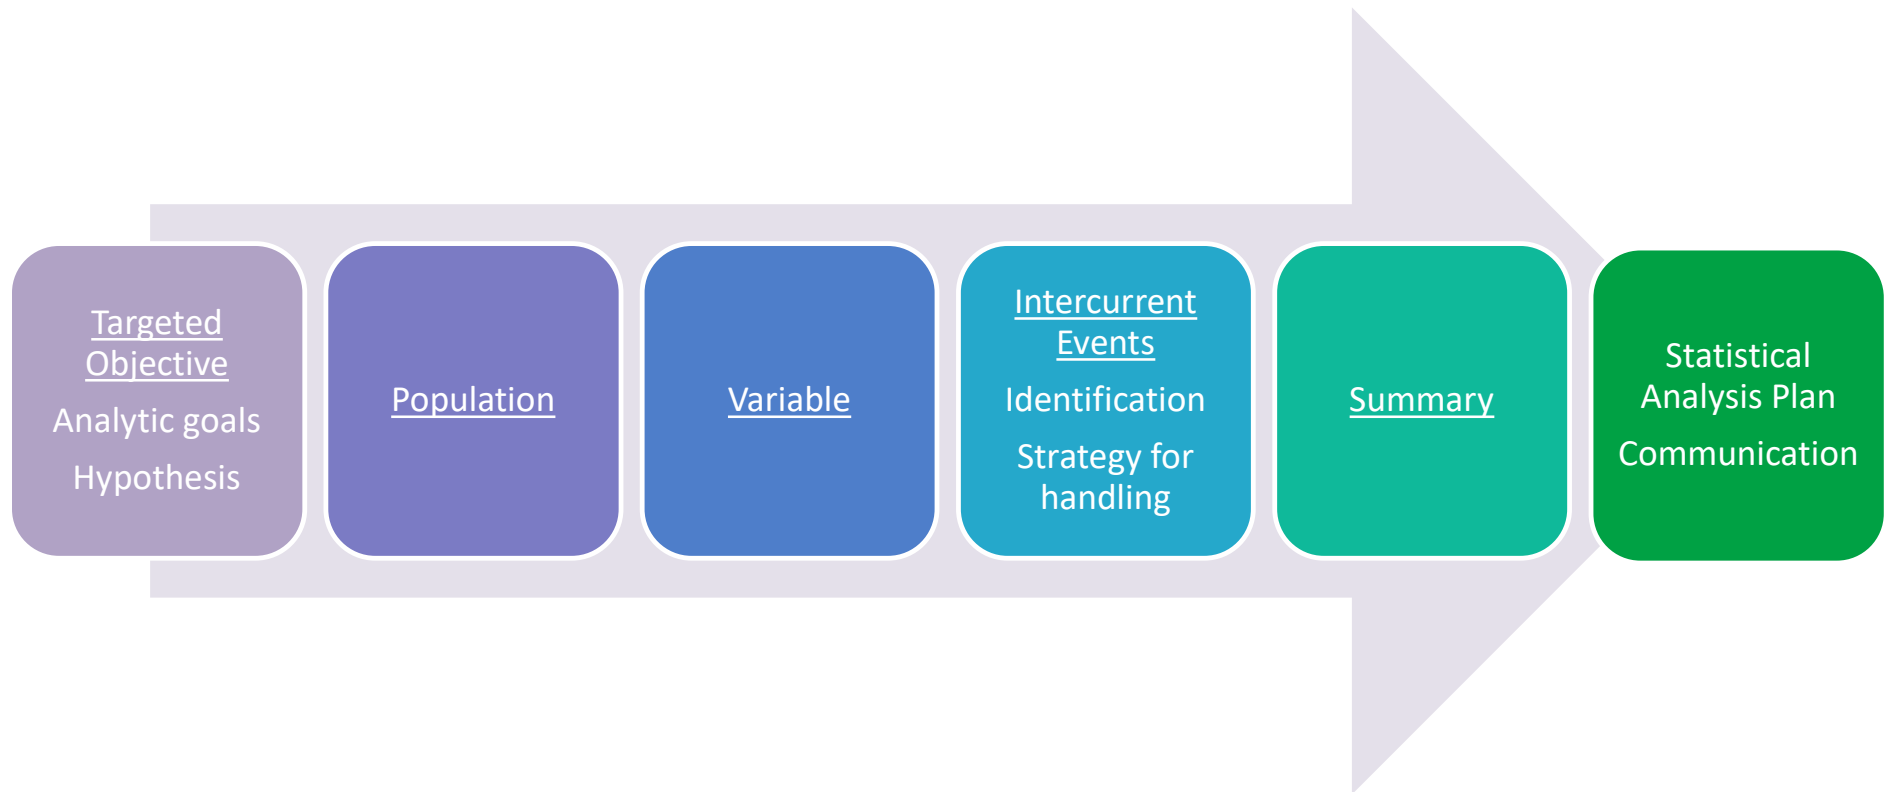 Targeted
Objective
Analytic goals
Hypothesis
Population
Variable
Intercurrent
Events
Identification
Strategy for
handling
Summary
Statistical
Analysis Plan
Communication